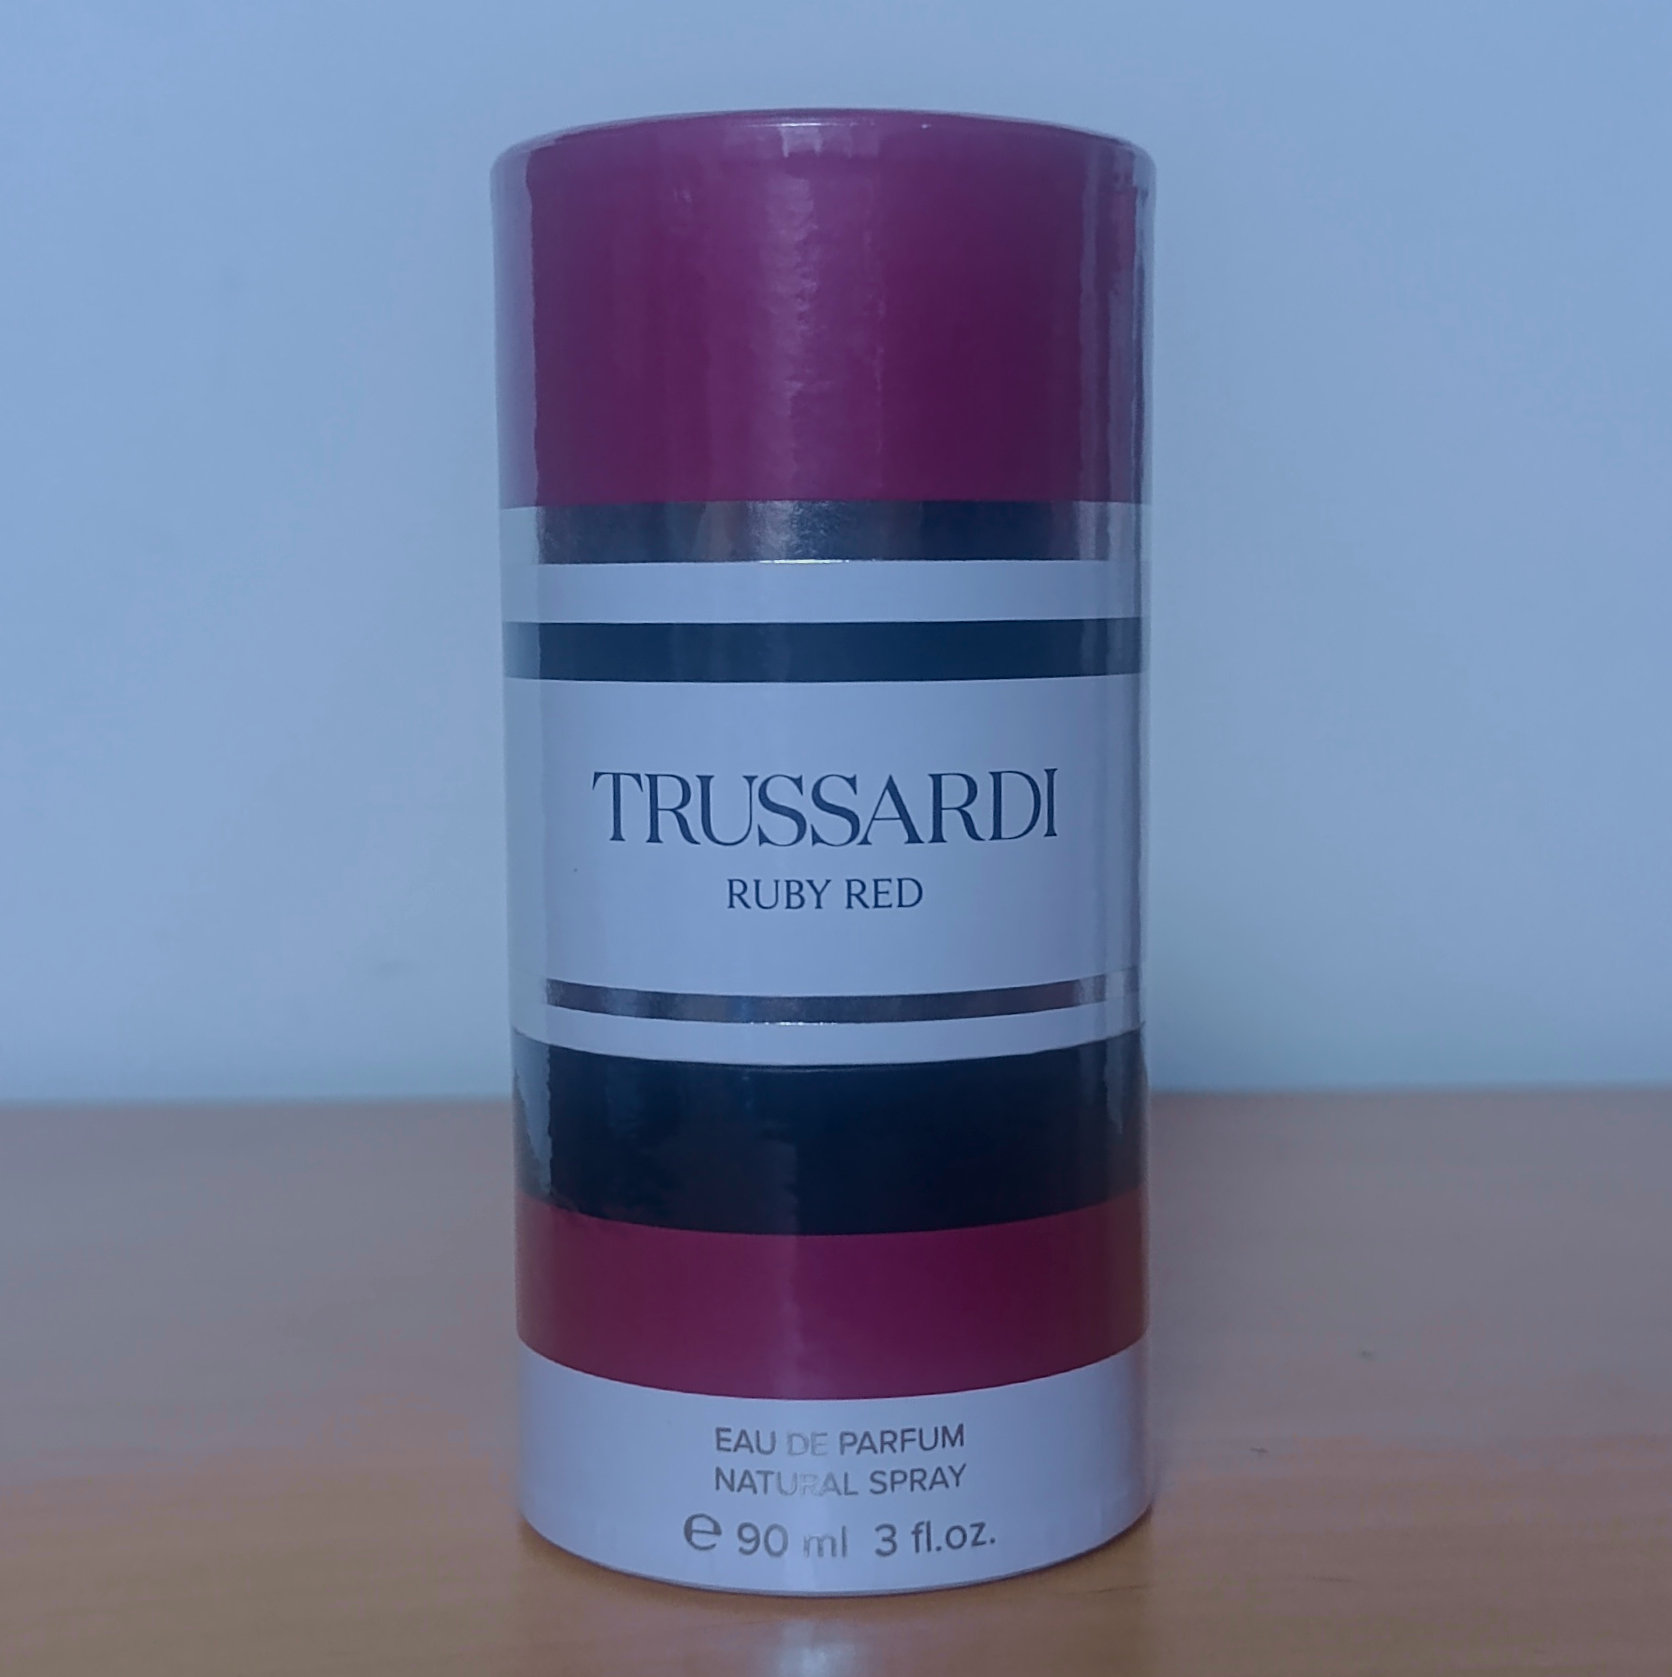 TRUSSARDI
RUBY RED
EAU DE PARFUM
NATURAL SPRAY
e 90 ml 3 fl.oz.